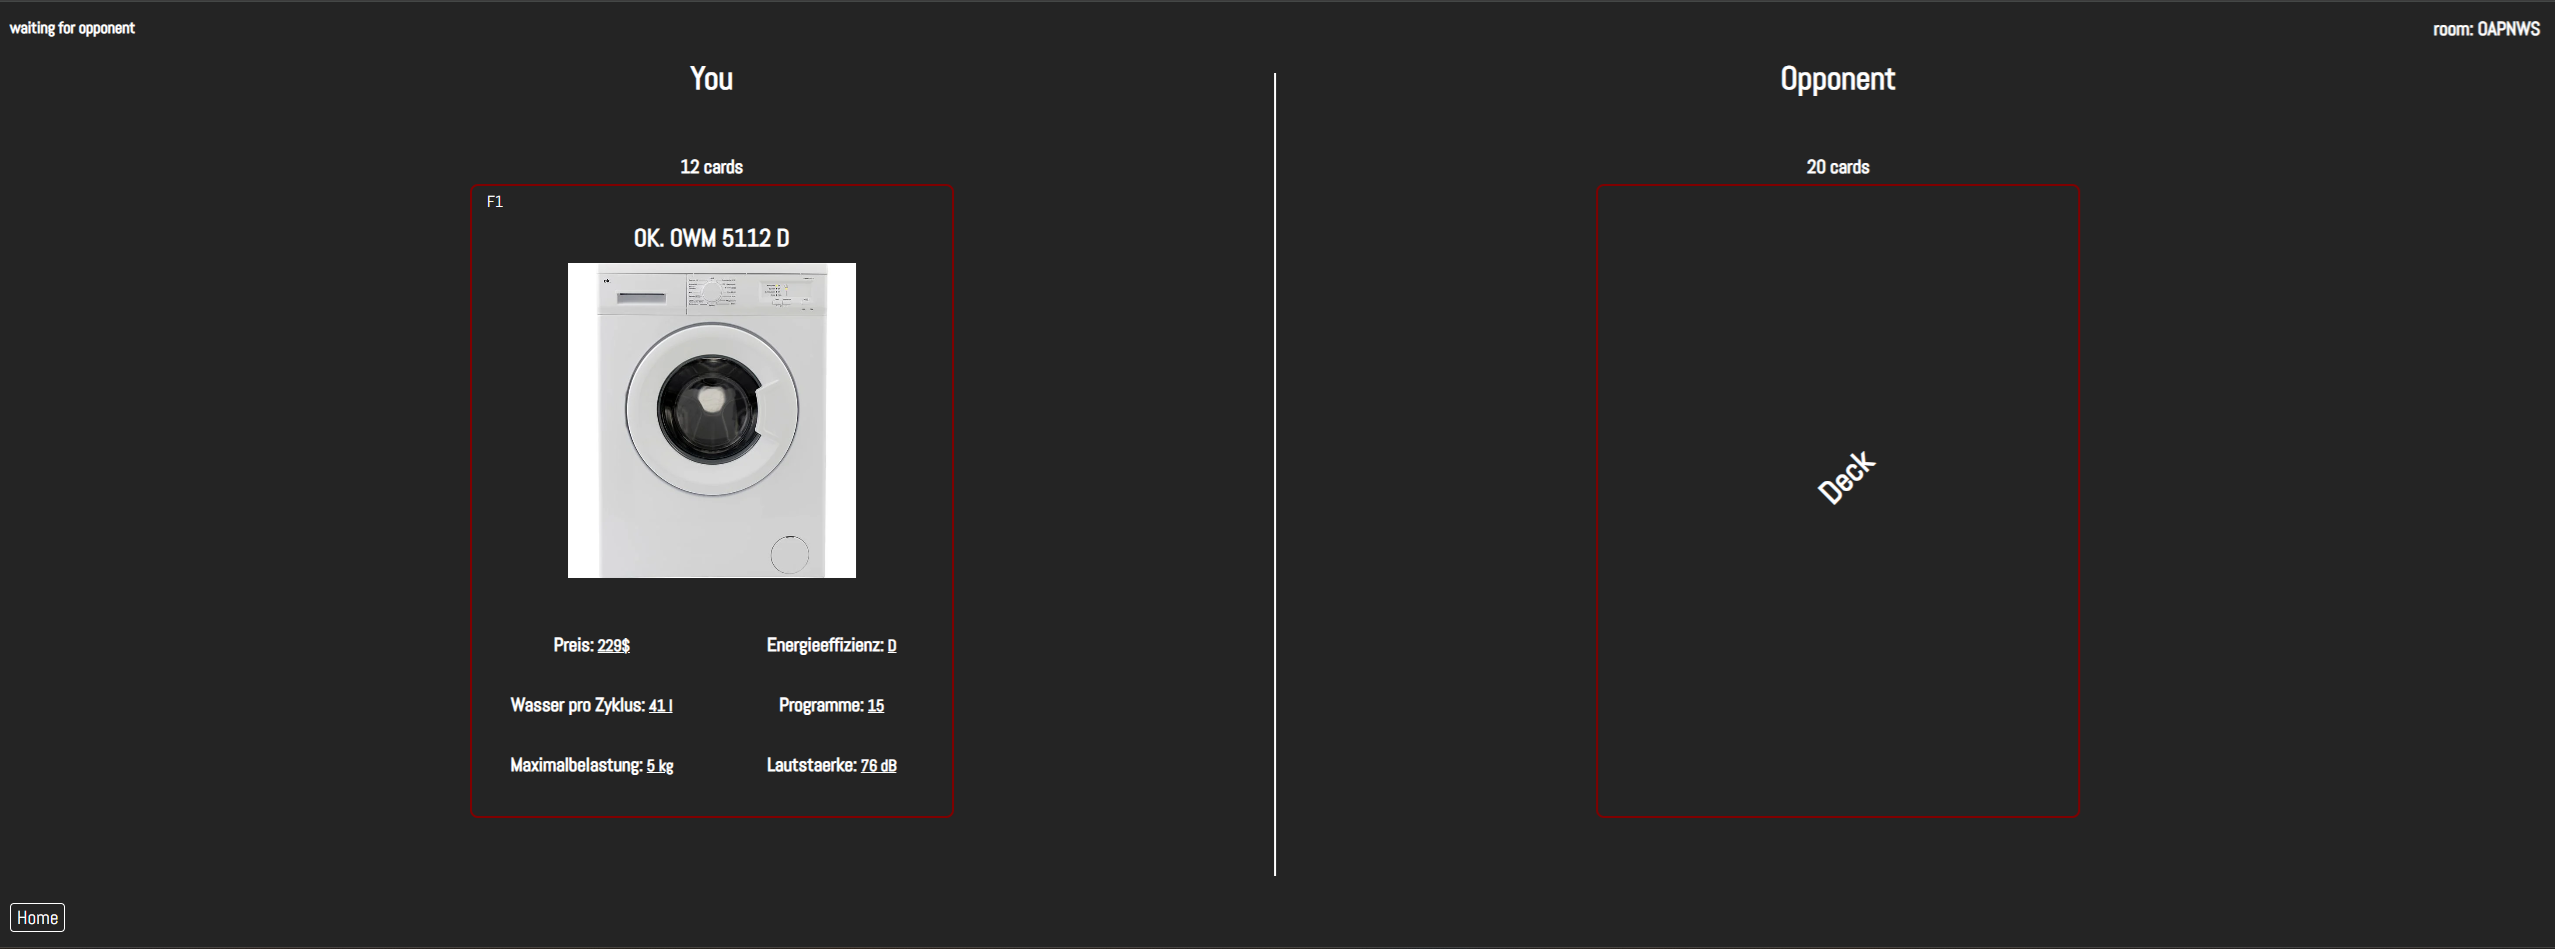 waiting for opponent
room: OAPNWS
You
Opponent
12 cards
20 cards
F1
OK. OWM 5112 D
ok.
Preis: 229$
Energieeffizienz: D
Wasser pro Zyklus: 41 l
Programme: 15
Maximalbelastung: 5 kg
Lautstaerke: 76 dB
Deck
Home